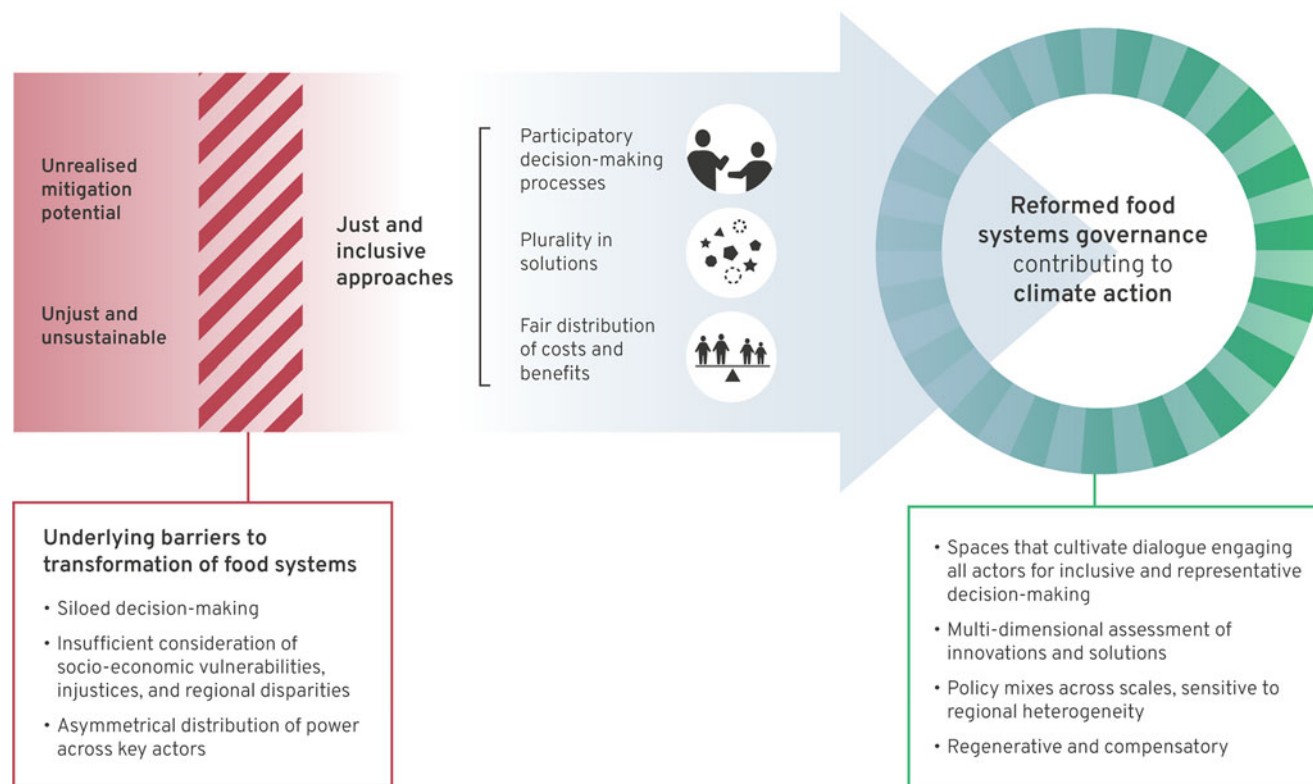 Unrealised
mitigation
potential
Unjust and
unsustainable
Just and
inclusive
approaches
Participatory
decision-making
processes
Plurality in
solutions
Fair distribution
of costs and
benefits
Reformed food
systems governance
contributing to
climate action
Underlying barriers to
transformation of food systems
• Siloed decision-making
• Insufficient consideration of
socio-economic vulnerabilities,
injustices, and regional disparities
• Asymmetrical distribution of power
across key actors
• Spaces that cultivate dialogue engaging
all actors for inclusive and representative
decision-making
• Multi-dimensional assessment of
innovations and solutions
• Policy mixes across scales, sensitive to
regional heterogeneity
• Regenerative and compensatory